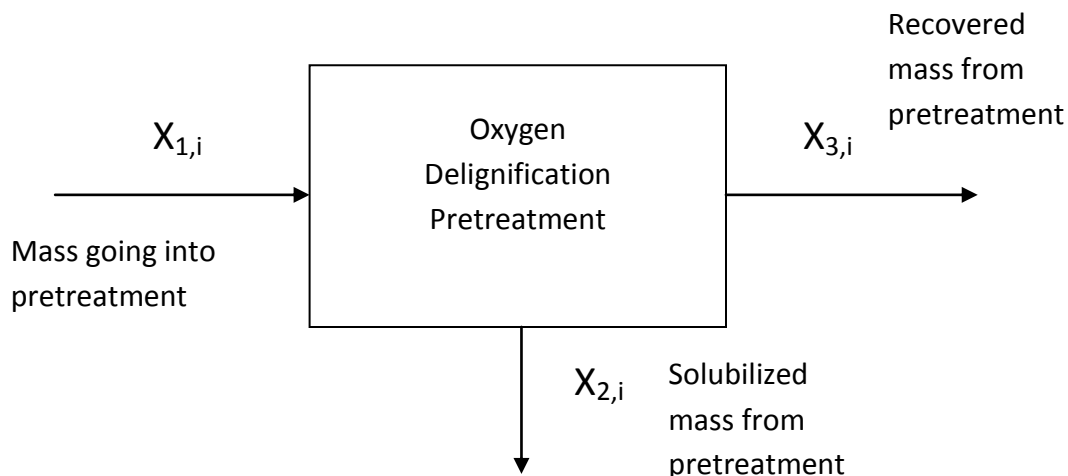 X1,i
Mass going into
pretreatment
Oxygen
Delignification
Pretreatment
X3,i
Recovered
mass from
pretreatment
X2,i
Solubilized
mass from
pretreatment